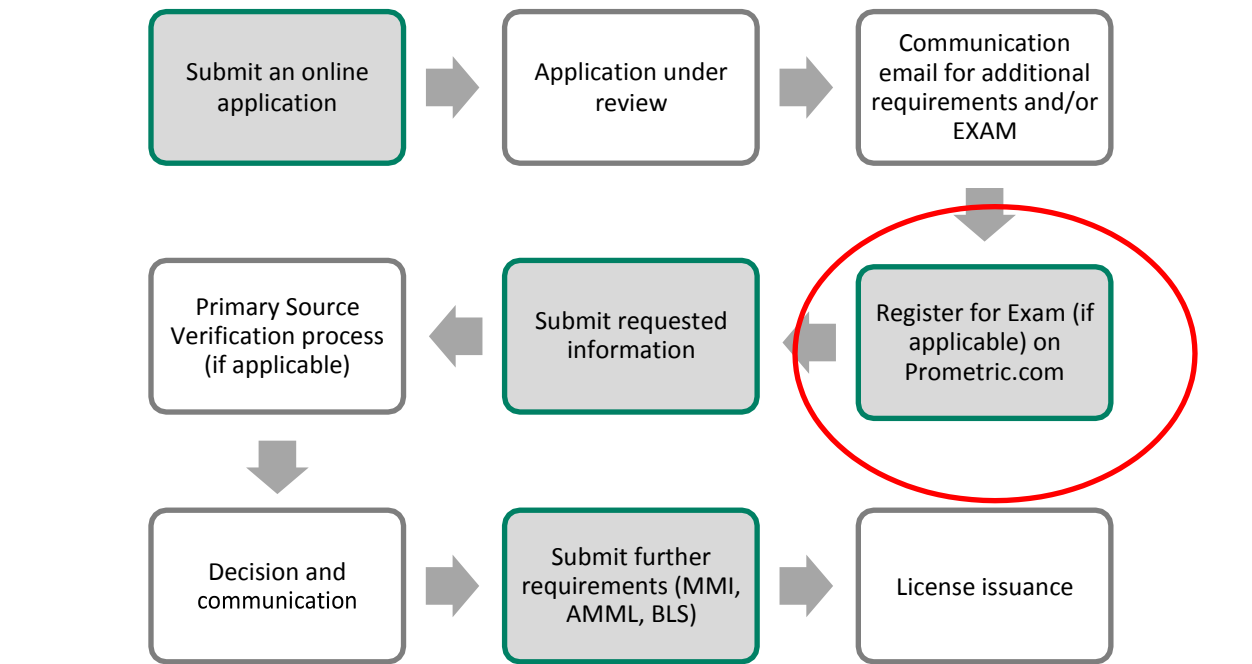 Submit an online
application
Application under
review
Communication
email for additional
requirements and/or
EXAM
Register for Exam (if
applicable) on
Prometric.com
Submit requested
information
Primary Source
Verification process
(if applicable)
Decision and
communication
Submit further
requirements (MMI,
AMML, BLS)
License issuance